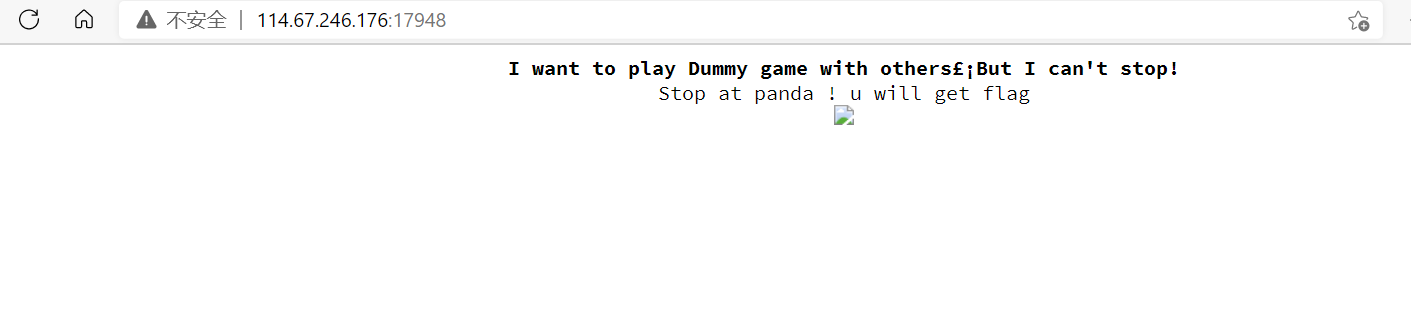 不安全 | 114.67.246.176:17948
I want to play Dummy game with others£¡But I can't stop!
Stop at panda ! u will get flag